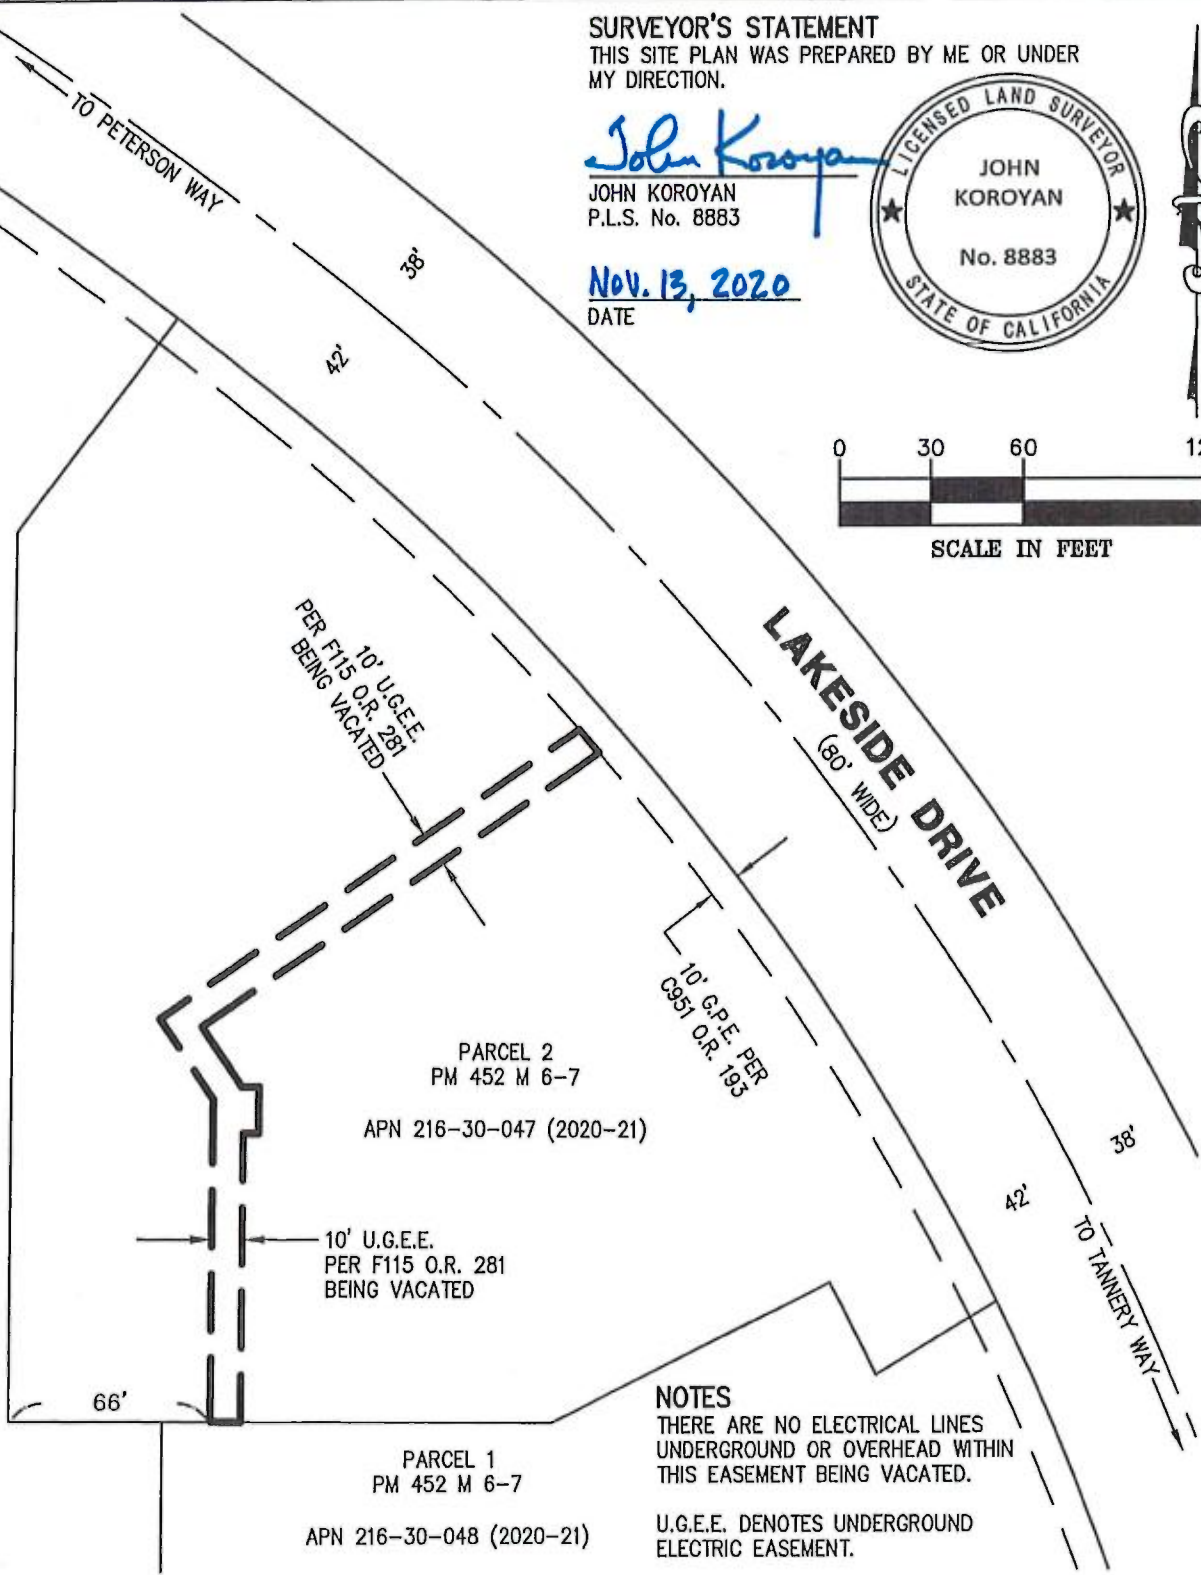 SURVEYOR'S STATEMENT
THIS SITE PLAN WAS PREPARED BY ME OR UNDER
MY DIRECTION.
John Koroyan
JOHN KOROYAN
P.L.S. No. 8883
NOV. 13, 2020
DATE
LICENSED LAND SURVEYOR
JOHN
KOROYAN
No. 8883
STATE OF CALIFORNIA
TO PETERSON WAY
38'
42'
0 30 60
SCALE IN FEET
LAKESIDE DRIVE
(80' WIDE)
10' U.G.E.E.
PER F115 O.R. 281
BEING VACATED
10' G.P.E. PER
C951 O.R. 193
PARCEL 2
PM 452 M 6-7
APN 216-30-047 (2020-21)
38'
42'
TO TANNERY WAY
10' U.G.E.E.
PER F115 O.R. 281
BEING VACATED
66'
PARCEL 1
PM 452 M 6-7
APN 216-30-048 (2020-21)
NOTES
THERE ARE NO ELECTRICAL LINES
UNDERGROUND OR OVERHEAD WITHIN
THIS EASEMENT BEING VACATED.
U.G.E.E. DENOTES UNDERGROUND
ELECTRIC EASEMENT.